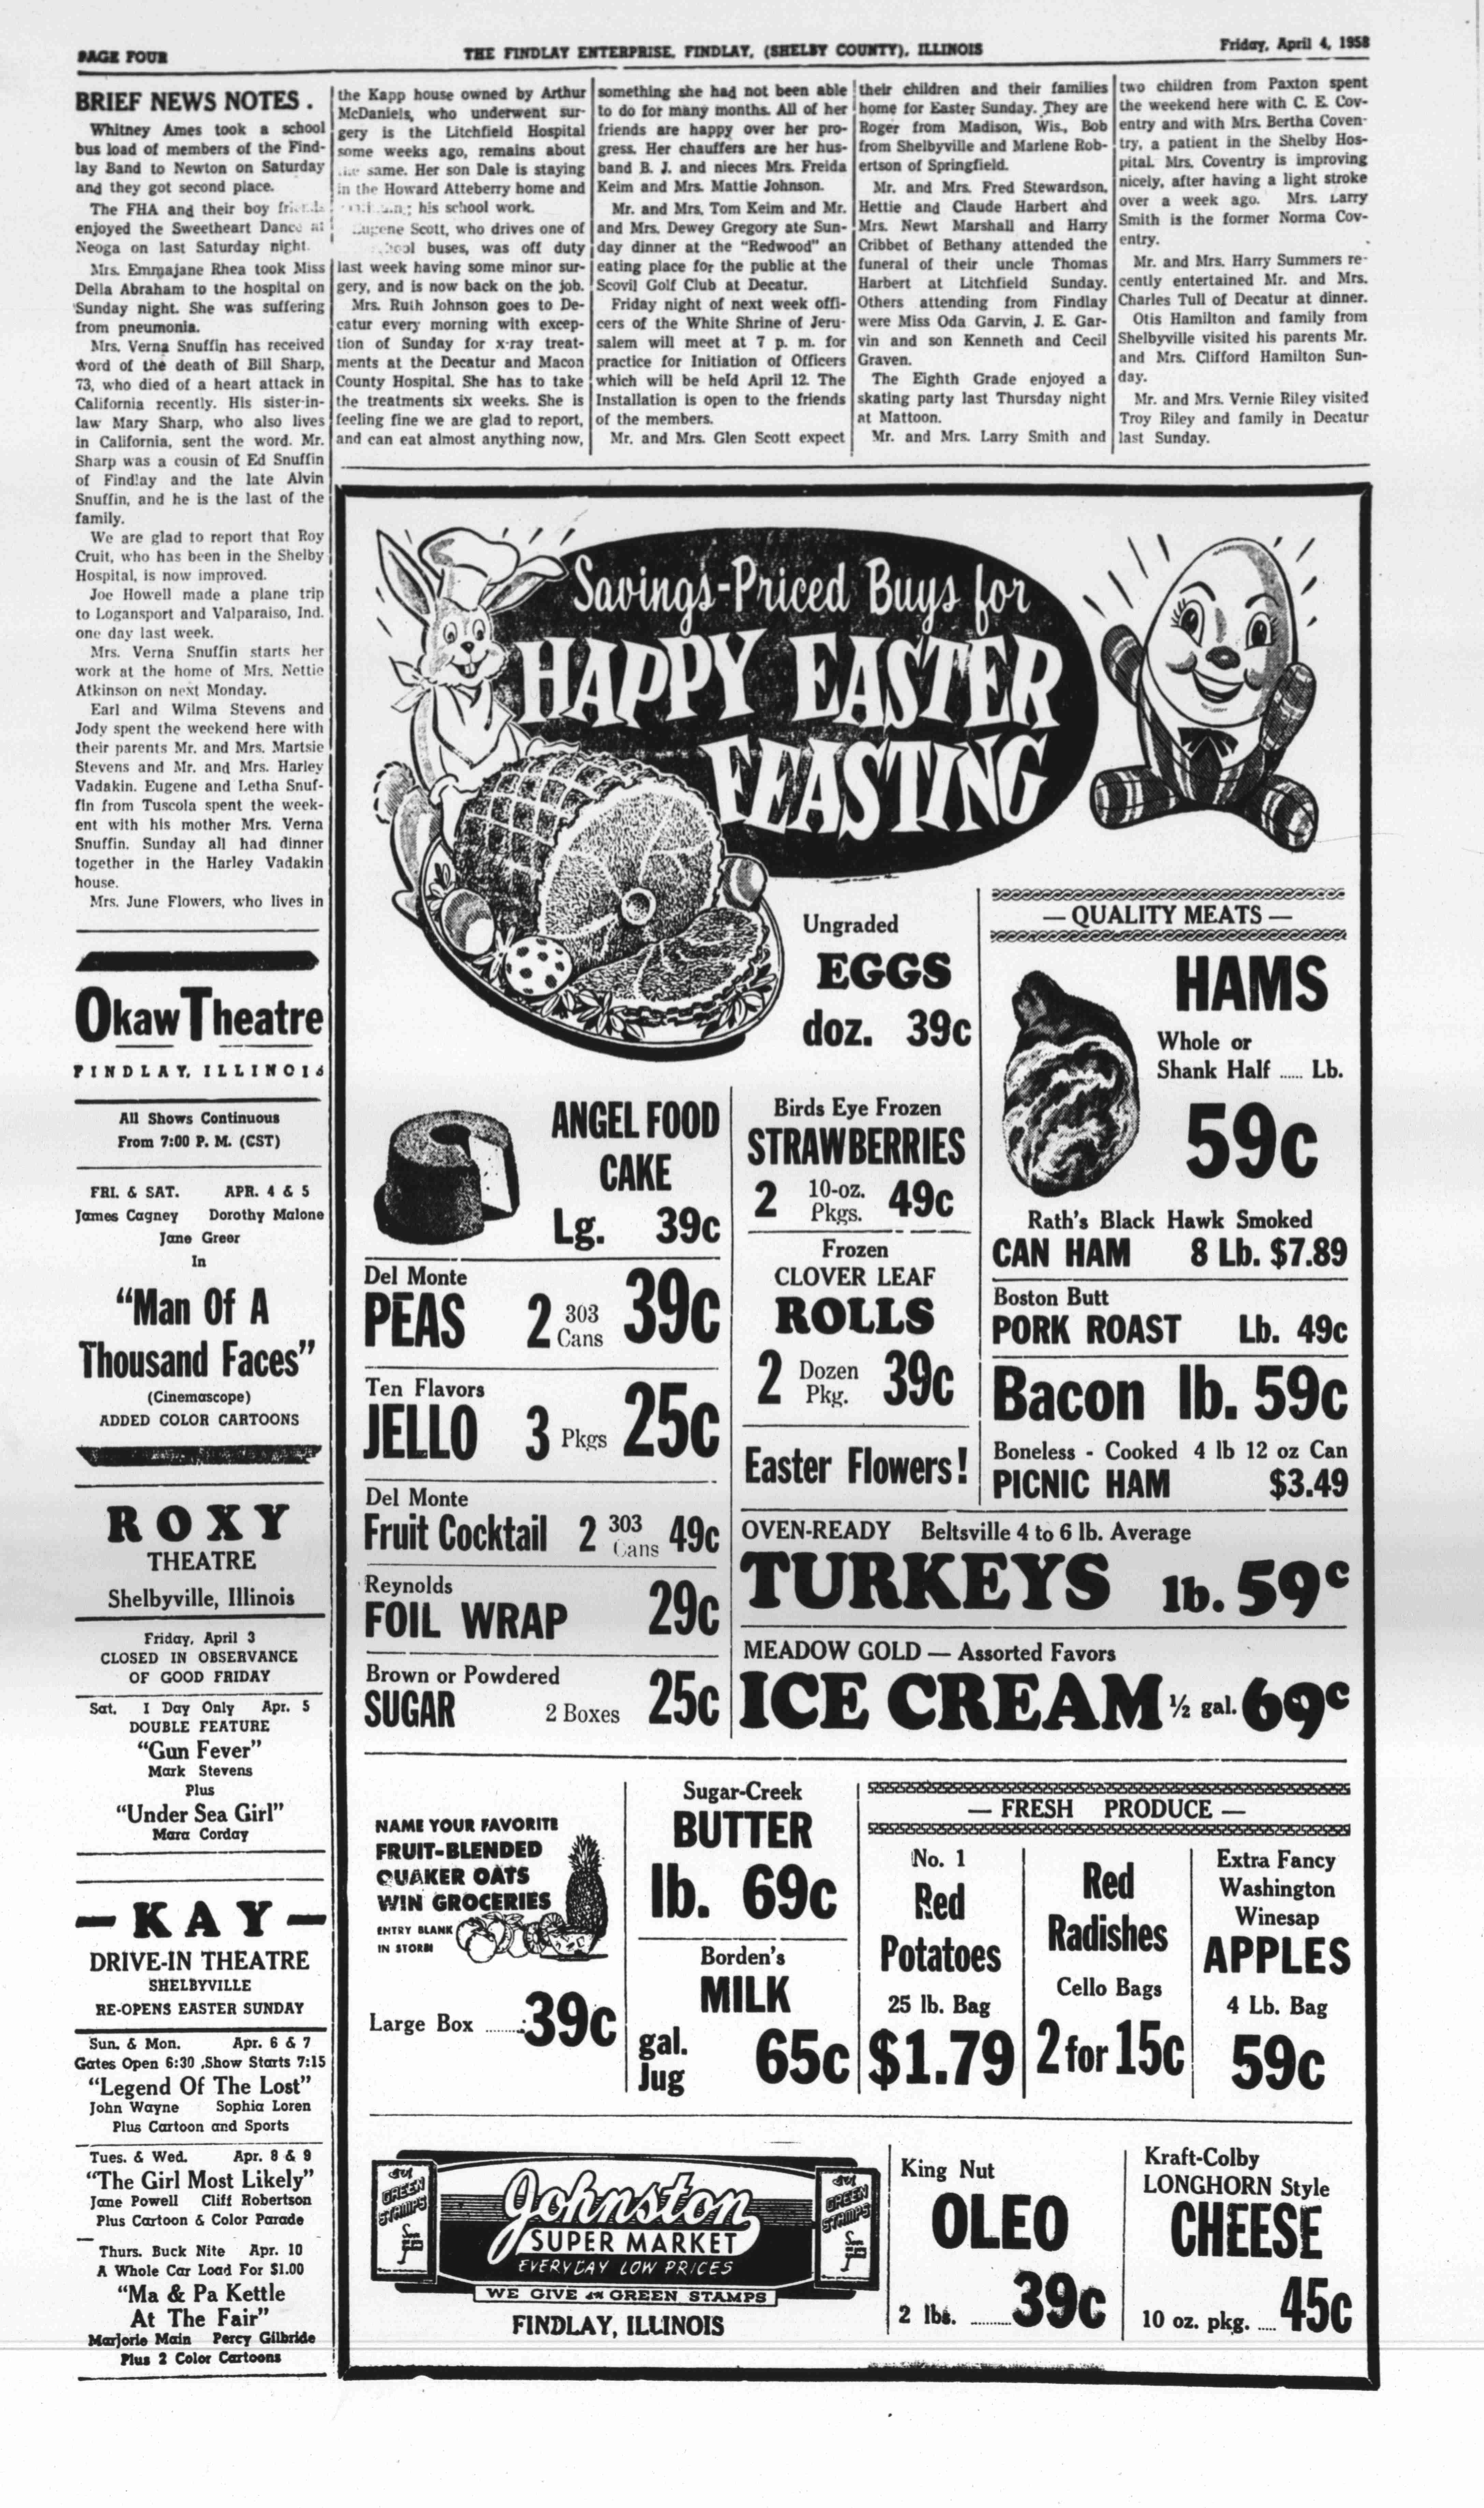 PAGE FOUR
THE FINDLAY ENTERPRISE, FINDLAY, (SHELBY COUNTY), ILLINOIS
Friday, April 4, 1958
BRIEF NEWS NOTES .
Whitney Ames took a school
bus load of members of the Find-
lay Band to Newton on Saturday
and they got second place.
The FHA and their boy friends
enjoyed the Sweetheart Dance at
Neoga on last Saturday night.
Mrs. Emmajane Rhea took Miss
Della Abraham to the hospital on
Sunday night. She was suffering
from pneumonia.
Mrs. Verna Snuffin has received
word of the death of Bill Sharp,
73, who died of a heart attack in
California recently. His sister-in-
law Mary Sharp, who also lives
in California, sent the word. Mr.
Sharp was a cousin of Ed Snuffin
of Findlay and the late Alvin
Snuffin, and he is the last of the
family.
We are glad to report that Roy
Cruit, who has been in the Shelby
Hospital, is now improved.
Joe Howell made a plane trip
to Logansport and Valparaiso, Ind.
one day last week.
Mrs. Verna Snuffin starts her
work at the home of Mrs. Nettie
Atkinson on next Monday.
Earl and Wilma Stevens and
Jody spent the weekend here with
their parents Mr. and Mrs. Martsie
Stevens and Mr. and Mrs. Harley
Vadakin. Eugene and Letha Snuf-
fin from Tuscola spent the week-
ent with his mother Mrs. Verna
Snuffin. Sunday all had dinner
together in the Harley Vadakin
house.
Mrs. June Flowers, who lives in
the Kapp house owned by Arthur
McDaniels, who underwent sur-
gery is the Litchfield Hospital
some weeks ago, remains about
same. Her son Dale is staying
in the Howard Atteberry home and
his school work.
Eugene Scott, who drives one of
buses, was off duty
last week having some minor sur-
gery, and is now back on the job.
Mrs. Ruth Johnson goes to De-
catur every morning with excep-
tion of Sunday for x-ray treat-
ments at the Decatur and Macon
County Hospital. She has to take
the treatments six weeks. She is
feeling fine we are glad to report,
and can eat almost anything now,
something she had not been able
to do for many months. All of her
friends are happy over her pro-
gress. Her chauffers are her hus-
band B. J. and nieces Mrs. Freida
Keim and Mrs. Mattie Johnson.
Mr. and Mrs. Tom Keim and Mr.
and Mrs. Dewey Gregory ate Sun-
day dinner at the "Redwood" an
eating place for the public at the
Scovil Golf Club at Decatur.
Friday night of next week offi-
cers of the White Shrine of Jeru-
salem will meet at 7 p. m. for
practice for Initiation of Officers
which will be held April 12. The
Installation is open to the friends
of the members.
Mr. and Mrs. Glen Scott expect
their children and their families
home for Easter Sunday. They are
Roger from Madison, Wis., Bob
from Shelbyville and Marlene Rob-
ertson of Springfield.
Mr. and Mrs. Fred Stewardson,
Hettie and Claude Harbert and
Mrs. Newt Marshall and Harry
Cribbet of Bethany attended the
funeral of their uncle Thomas
Harbert at Litchfield Sunday.
Others attending from Findlay
were Miss Oda Garvin, J. E. Gar-
vin and son Kenneth and Cecil
Graven.
The Eighth Grade enjoyed a
skating party last Thursday night
at Mattoon.
Mr. and Mrs. Larry Smith and
two children from Paxton spent
the weekend here with C. E. Cov-
entry and with Mrs. Bertha Coven-
try, a patient in the Shelby Hos-
pital. Mrs. Coventry is improving
nicely, after having a light stroke
over a week ago. Mrs. Larry
Smith is the former Norma Cov-
entry.
Mr. and Mrs. Harry Summers re-
cently entertained Mr. and Mrs.
Charles Tull of Decatur at dinner.
Otis Hamilton and family from
Shelbyville visited his parents Mr.
and Mrs. Clifford Hamilton Sun-
day.
Mr. and Mrs. Vernie Riley visited
Troy Riley and family in Decatur
last Sunday.
Okaw Theatre
FINDLAY, ILLINOIS
All Shows Continuous
From 7:00 P. M. (CST)
FRI. & SAT. APR. 4 & 5
James Cagney Dorothy Malone
Jane Greer
In
"Man Of A
Thousand Faces"
(Cinemascope)
ADDED COLOR CARTOONS
ROXY
THEATRE
Shelbyville, Illinois
Friday, April 3
CLOSED IN OBSERVANCE
OF GOOD FRIDAY
Sat. 1 Day Only Apr. 5
DOUBLE FEATURE
"Gun Fever"
Mark Stevens
Plus
"Under Sea Girl"
Mara Corday
—KAY—
DRIVE-IN THEATRE
SHELBYVILLE
RE-OPENS EASTER SUNDAY
Sun. & Mon. Apr. 6 & 7
Gates Open 6:30 ,Show Starts 7:15
"Legend Of The Lost"
John Wayne Sophia Loren
Plus Cartoon and Sports
Tues. & Wed. Apr. 8 & 9
"The Girl Most Likely"
Jane Powell Cliff Robertson
Plus Cartoon & Color Parade
Thurs. Buck Nite Apr. 10
A Whole Car Load For $1.00
"Ma & Pa Kettle
At The Fair"
Marjorie Main Percy Gilbride
Plus 2 Color Cartoons
Savings-Priced Buys for
HAPPY EASTER
FEASTING
Ungraded
EGGS
doz. 39c
— QUALITY MEATS —
HAMS
Whole or
Shank Half ...... Lb.
59c
Rath's Black Hawk Smoked
CAN HAM 8 Lb. $7.89
Boston Butt
PORK ROAST Lb. 49c
Bacon lb. 59c
Boneless - Cooked 4 lb 12 oz Can
PICNIC HAM $3.49
ANGEL FOOD
CAKE
Lg. 39c
Del Monte
PEAS 2 303 Cans 39c
Ten Flavors
JELLO 3 Pkgs 25c
Del Monte
Fruit Cocktail 2 303 Cans 49c
Reynolds
FOIL WRAP 29c
Brown or Powdered
SUGAR 2 Boxes 25c
Birds Eye Frozen
STRAWBERRIES
2 10-oz. Pkgs. 49c
Frozen
CLOVER LEAF
ROLLS
2 Dozen Pkg. 39c
Easter Flowers!
OVEN-READY Beltsville 4 to 6 lb. Average
TURKEYS lb. 59c
MEADOW GOLD — Assorted Favors
ICE CREAM ½ gal. 69c
NAME YOUR FAVORITE
FRUIT-BLENDED
QUAKER OATS
WIN GROCERIES
ENTRY BLANK
IN STORE
Large Box ........ 39c
Sugar-Creek
BUTTER
lb. 69c
Borden's
MILK
gal.
Jug 65c
— FRESH PRODUCE —
No. 1
Red
Potatoes
25 lb. Bag
$1.79
Red
Radishes
Cello Bags
2 for 15c
Extra Fancy
Washington
Winesap
APPLES
4 Lb. Bag
59c
S&H GREEN STAMPS
Johnston
SUPER MARKET
EVERYDAY LOW PRICES
S&H GREEN STAMPS
WE GIVE S&H GREEN STAMPS
FINDLAY, ILLINOIS
King Nut
OLEO
2 lbs. .......... 39c
Kraft-Colby
LONGHORN Style
CHEESE
10 oz. pkg. ..... 45c